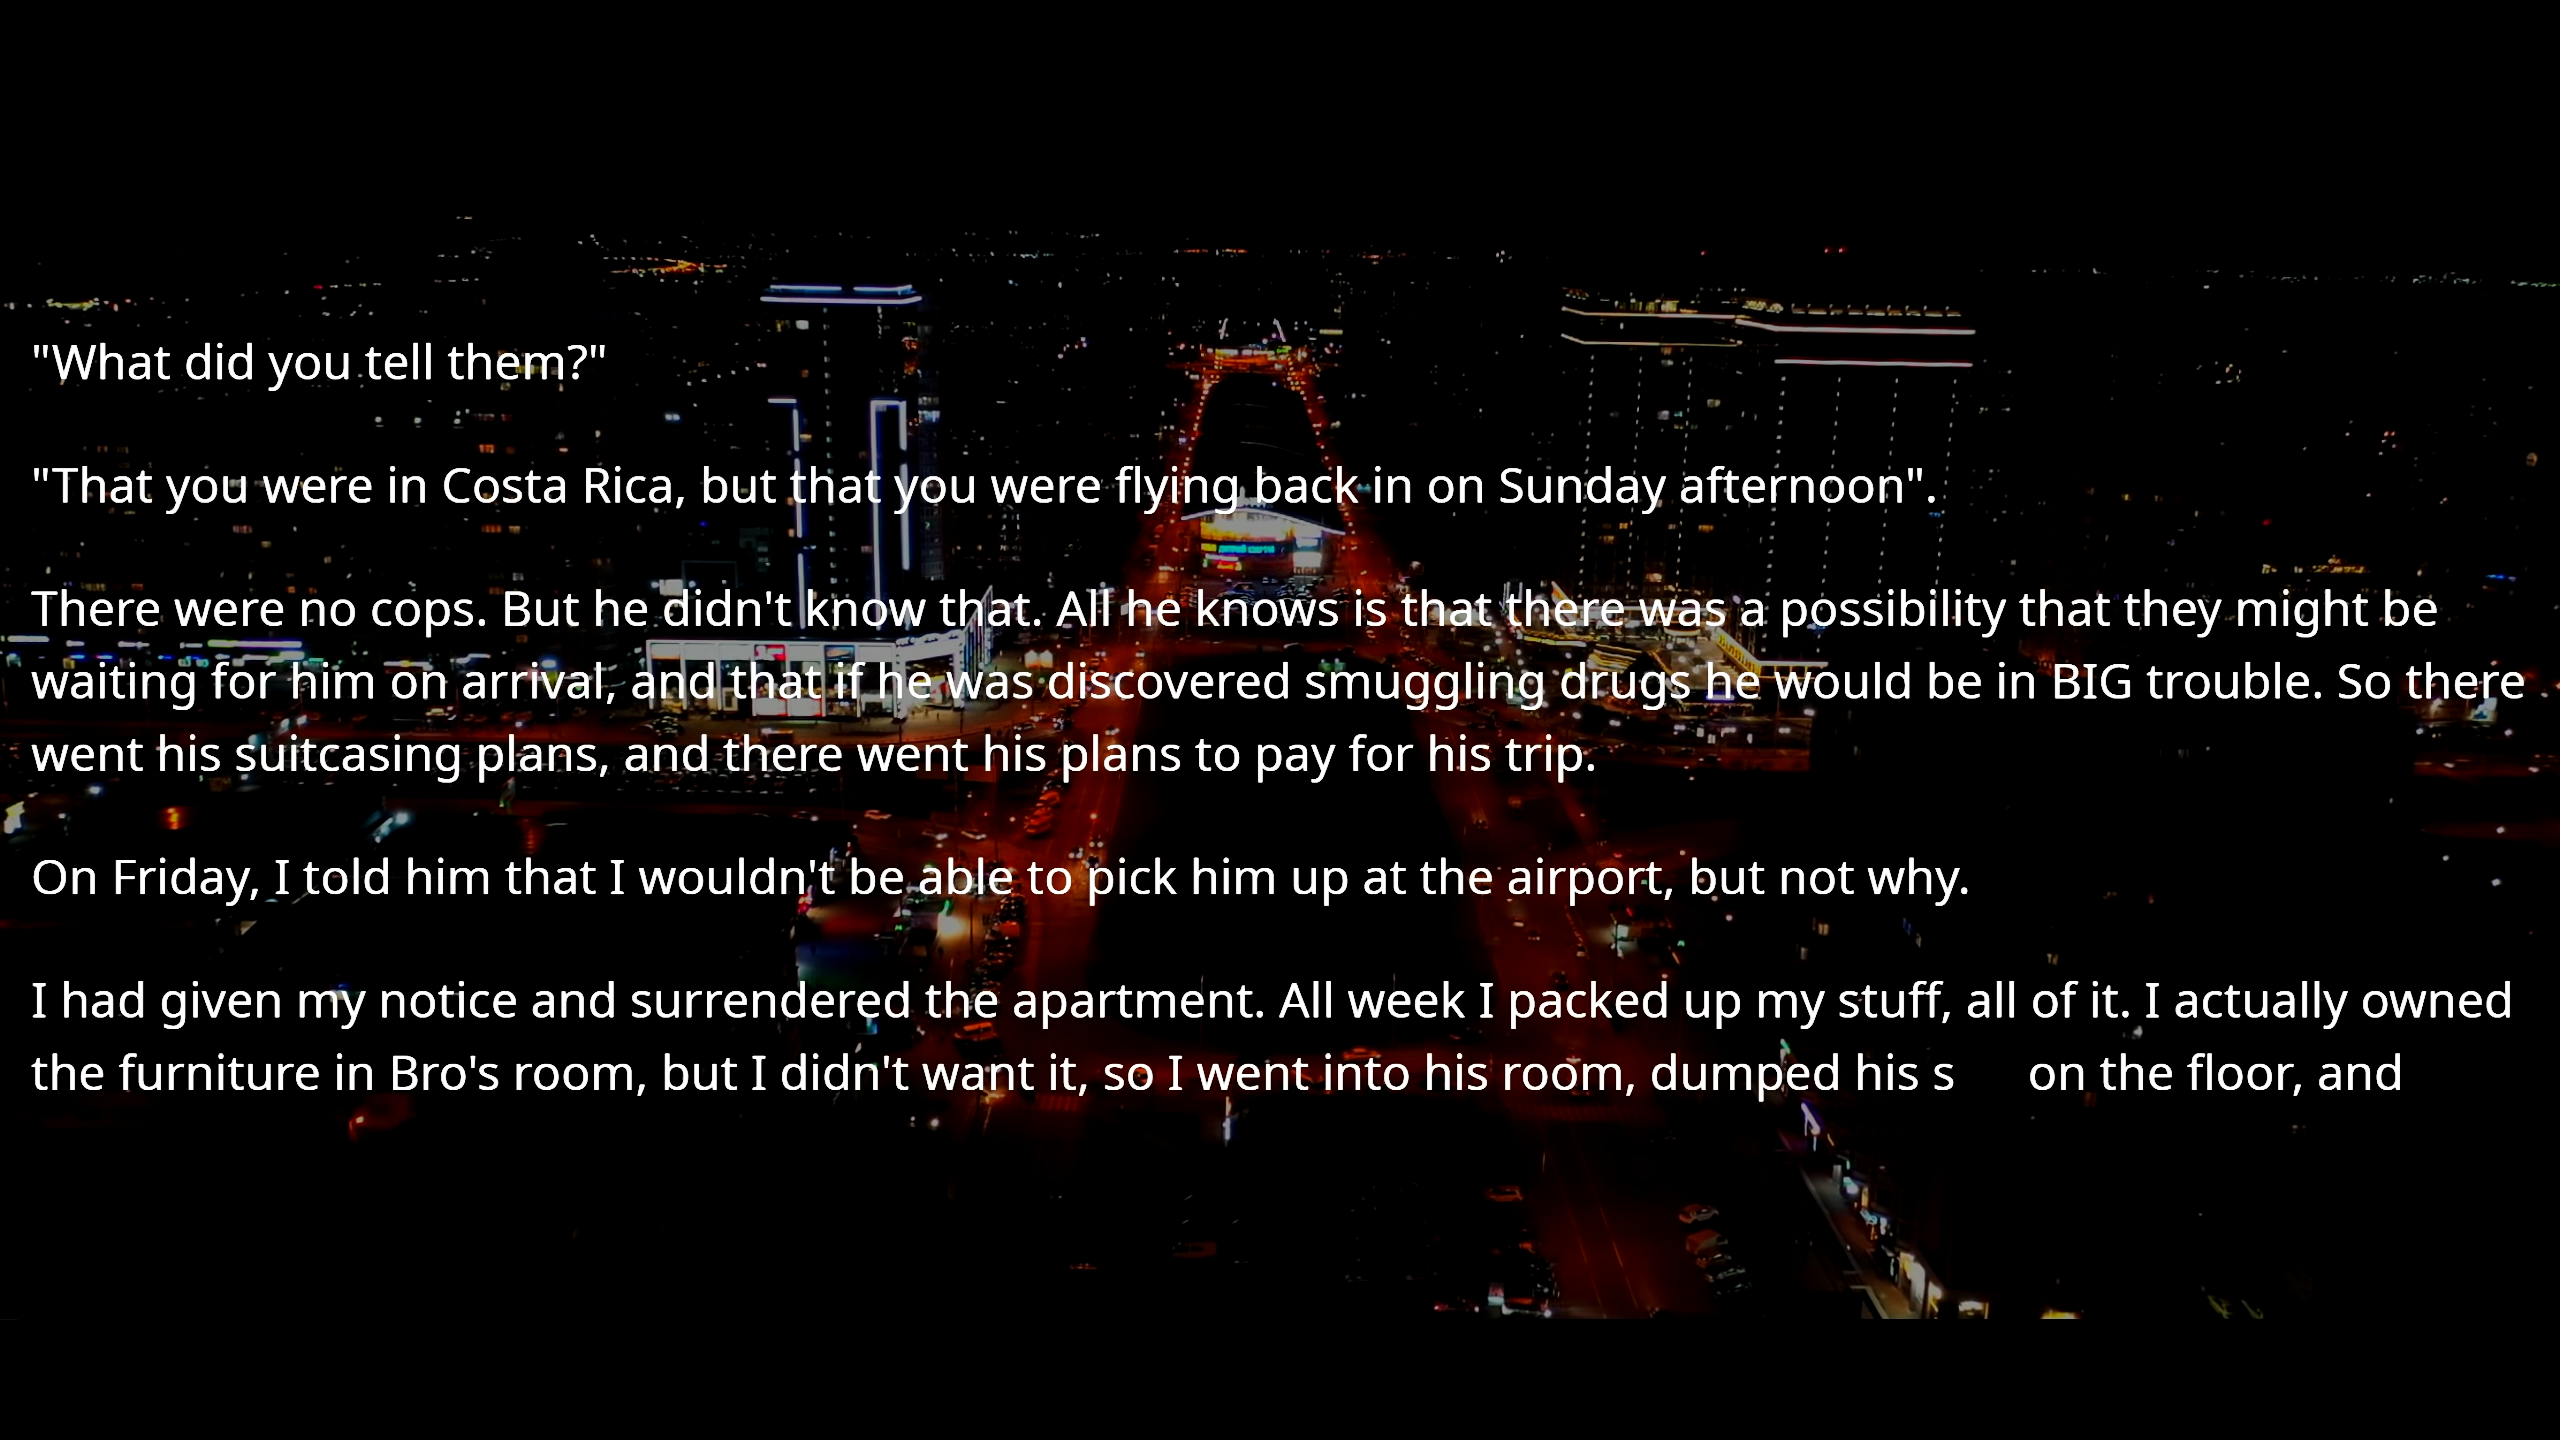 "What did you tell them?"
"That you were in Costa Rica, but that you were flying back in on Sunday afternoon".
There were no cops. But he didn't know that. All he knows is that there was a possibility that they might be
waiting for him on arrival, and that if he was discovered smuggling drugs he would be in BIG trouble. So there
went his suitcasing plans, and there went his plans to pay for his trip.
On Friday, I told him that I wouldn't be able to pick him up at the airport, but not why.
I had given my notice and surrendered the apartment. All week I packed up my stuff, all of it. I actually owned
the furniture in Bro's room, but I didn't want it, so I went into his room, dumped his s on the floor, and